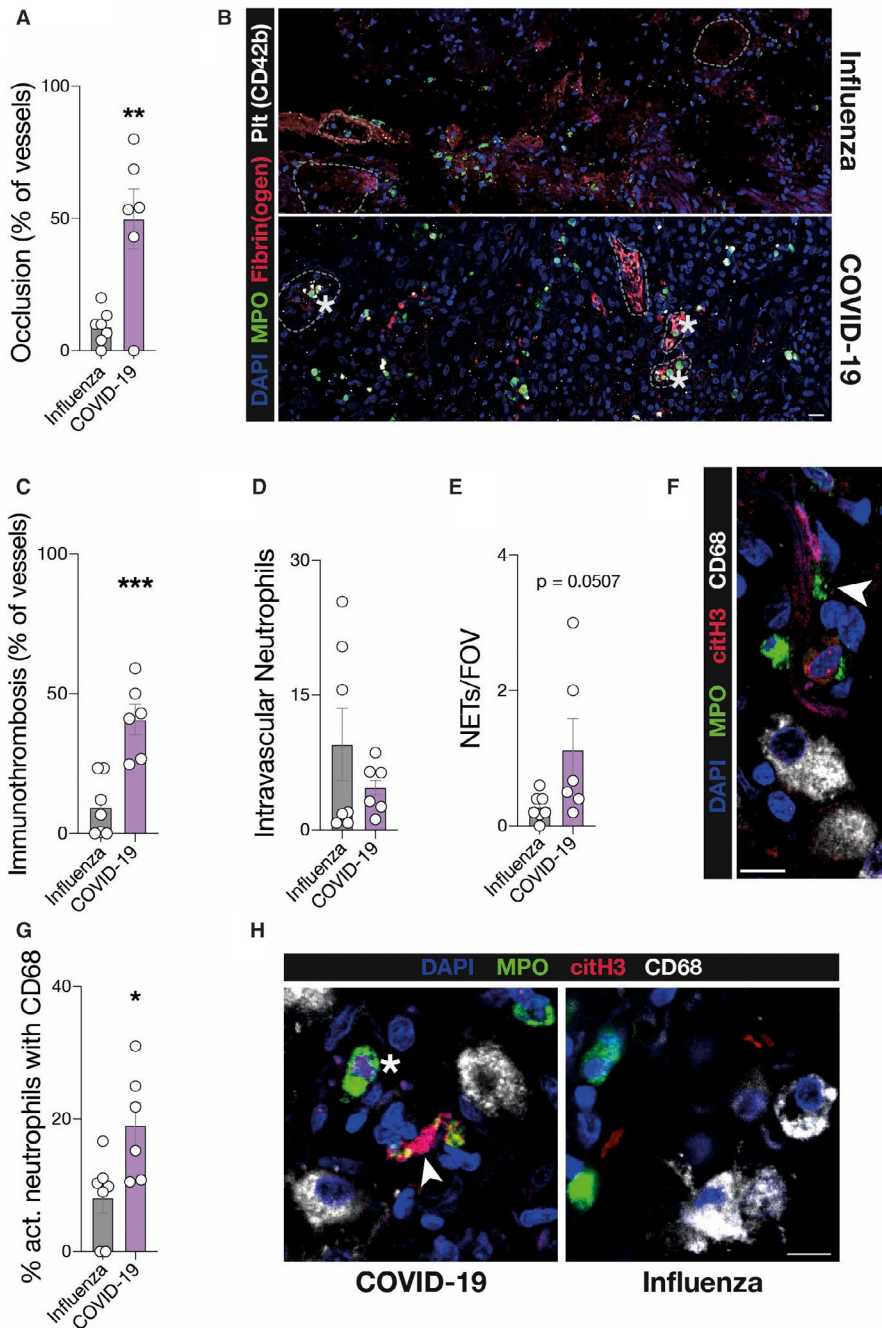 A
Occlusion (% of vessels)
100
50
0
**
Influenza
COVID-19
B
DAPI MPO Fibrin(ogen) Plt (CD42b)
Influenza
COVID-19
*
*
*
C
Immunothrombosis (% of vessels)
100
50
0
***
Influenza
COVID-19
D
Intravascular Neutrophils
30
15
0
Influenza
COVID-19
E
NETs/FOV
4
2
0
p = 0.0507
Influenza
COVID-19
F
DAPI MPO citH3 CD68
G
% act. neutrophils with CD68
40
20
0
*
Influenza
COVID-19
H
DAPI MPO citH3 CD68
*
COVID-19
Influenza